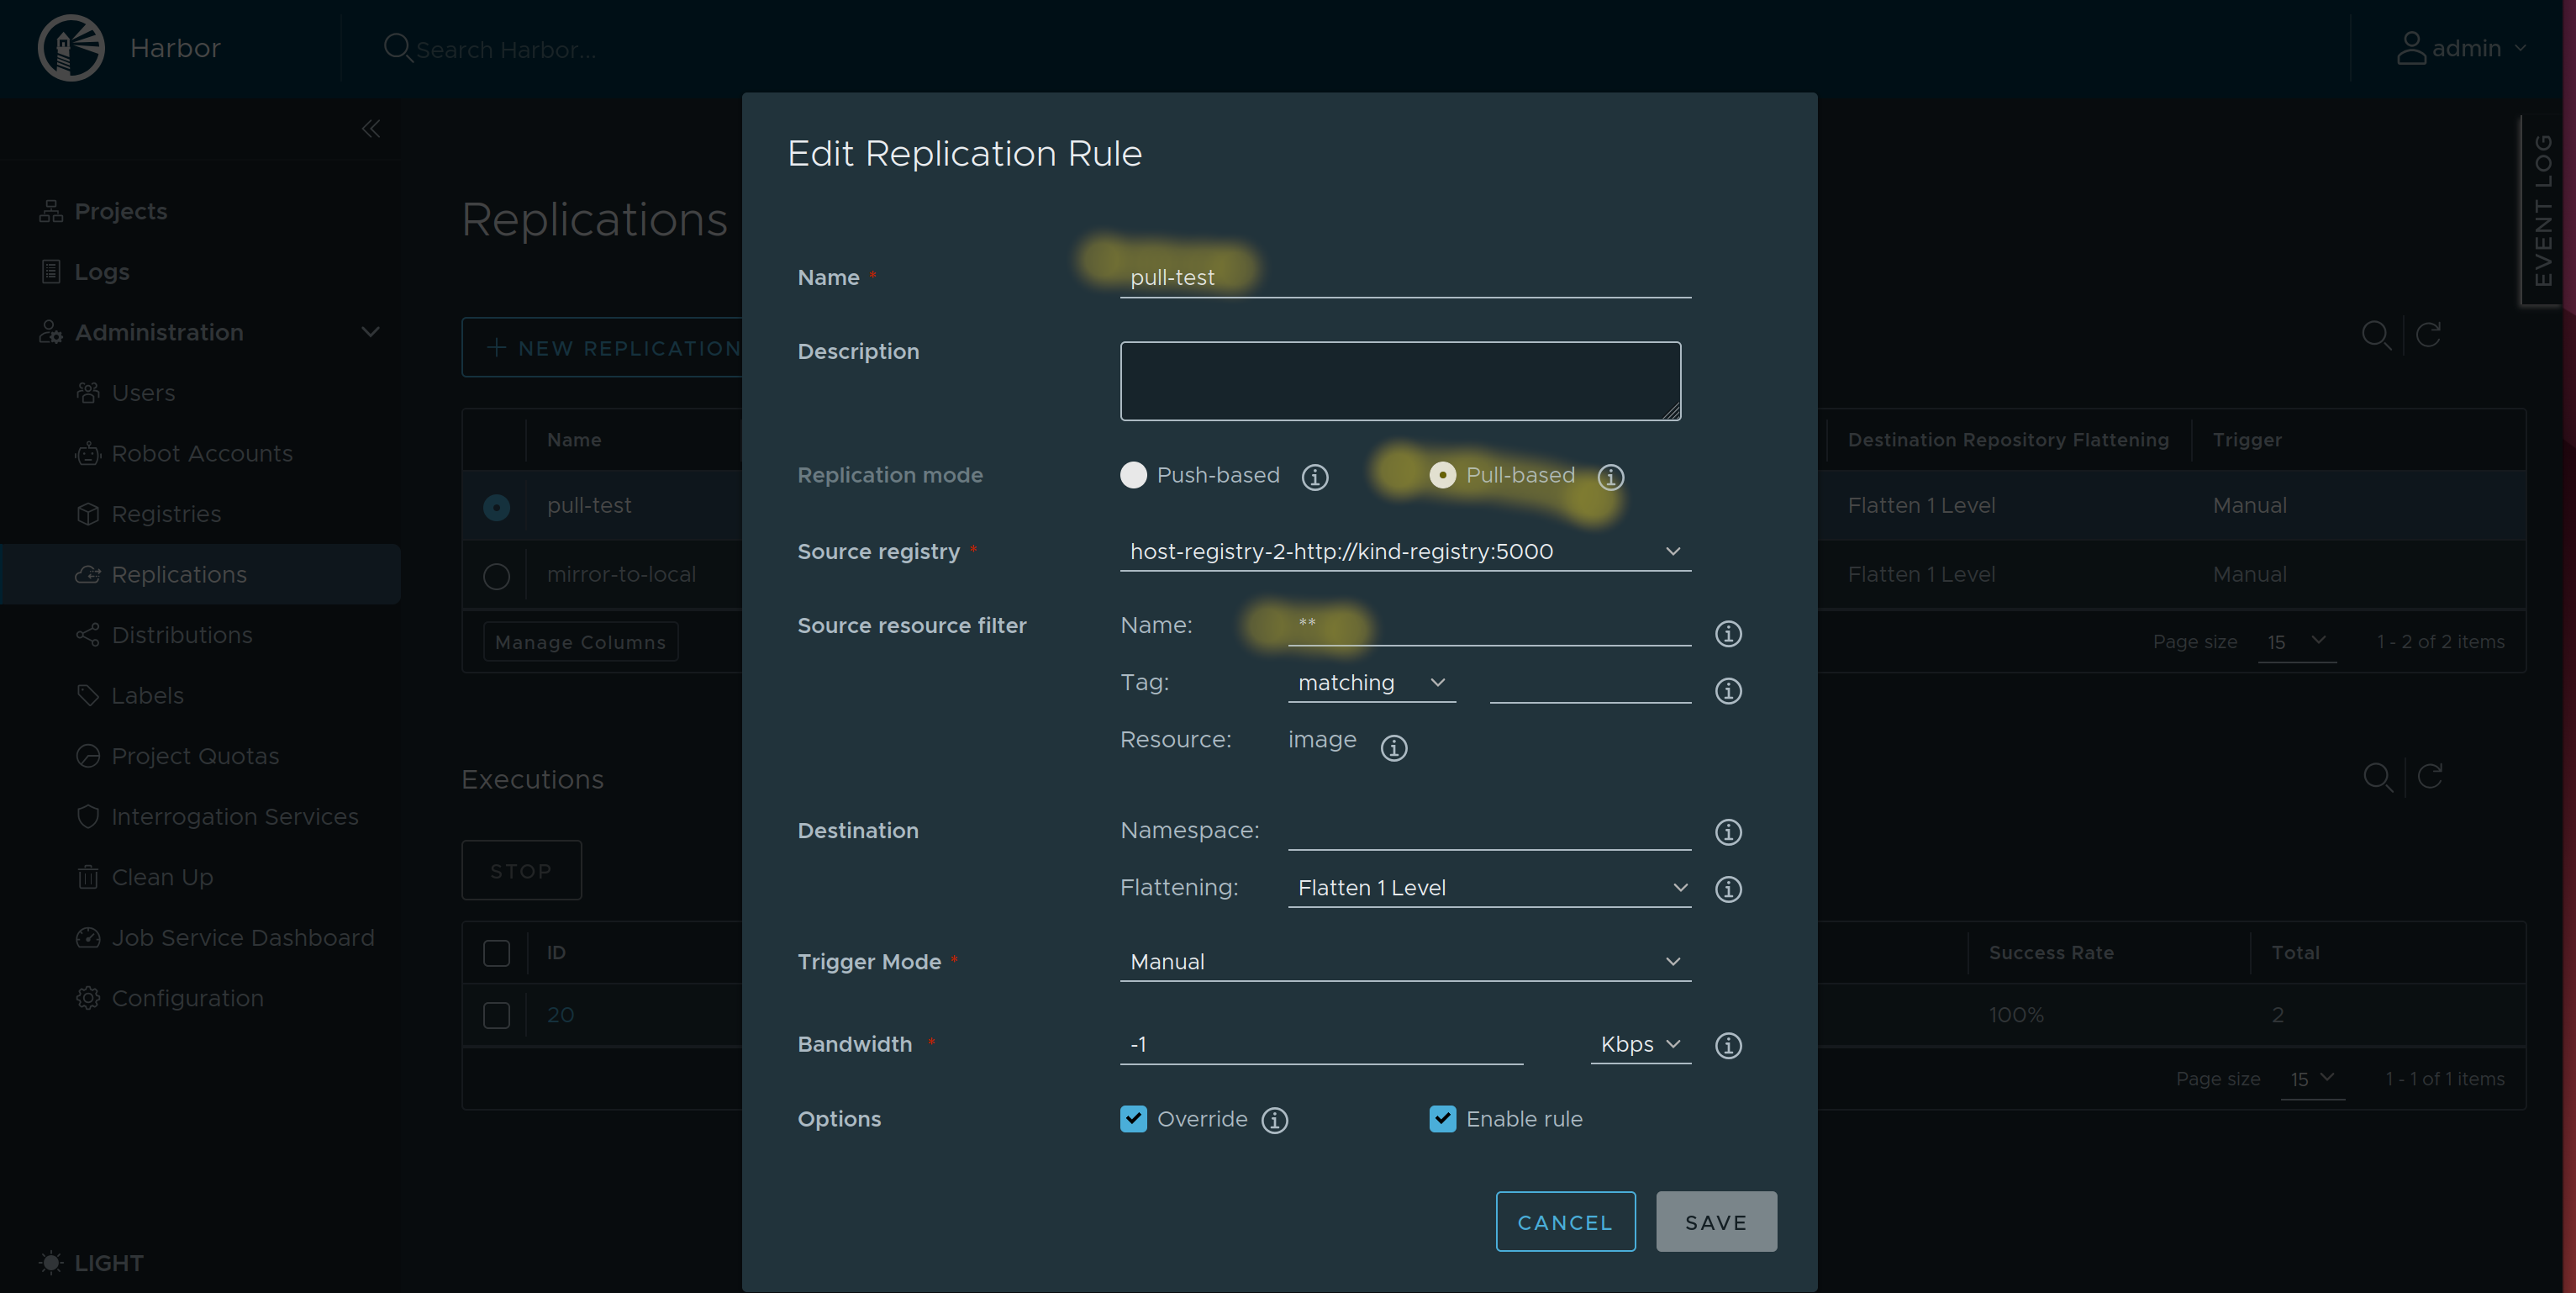 Harbor
Search Harbor...
admin
EVENT LOG
Projects
Logs
Administration
Users
Robot Accounts
Registries
Replications
Distributions
Labels
Project Quotas
Interrogation Services
Clean Up
Job Service Dashboard
Configuration
LIGHT
Replications
NEW REPLICATION
Name
Destination Repository Flattening
Trigger
pull-test
Flatten 1 Level
Manual
mirror-to-local
Flatten 1 Level
Manual
Manage Columns
Page size 15
1 - 2 of 2 items
Executions
STOP
ID
Success Rate
Total
20
100%
2
Page size 15
1 - 1 of 1 items
Edit Replication Rule
Name * pull-test
Description
Replication mode Push-based Pull-based
Source registry * host-registry-2-http://kind-registry:5000
Source resource filter Name: **
Tag: matching
Resource: image
Destination Namespace:
Flattening: Flatten 1 Level
Trigger Mode * Manual
Bandwidth * -1 Kbps
Options Override Enable rule
CANCEL SAVE